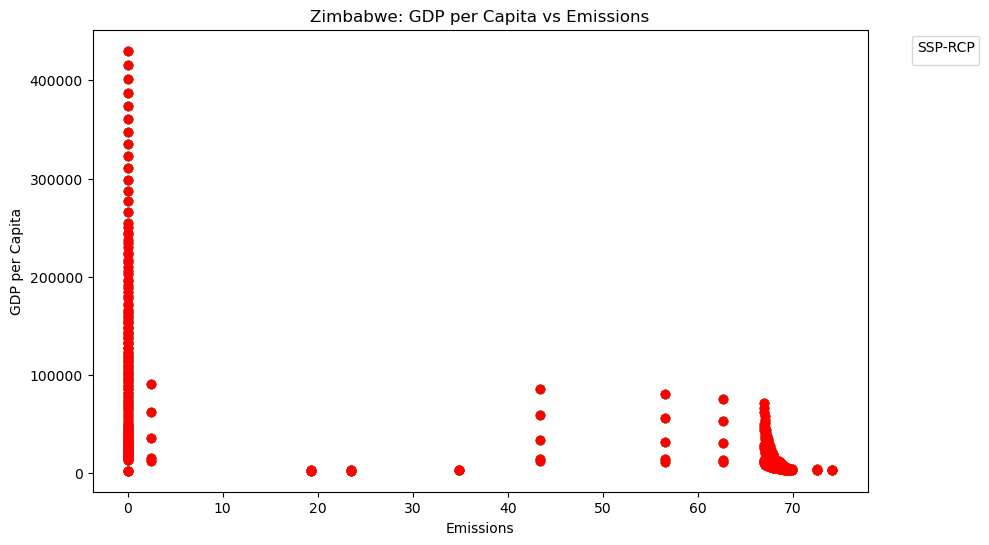 Zimbabwe: GDP per Capita vs Emissions
SSP-RCP
400000
300000
200000
100000
0
GDP per Capita
0 10 20 30 40 50 60 70
Emissions